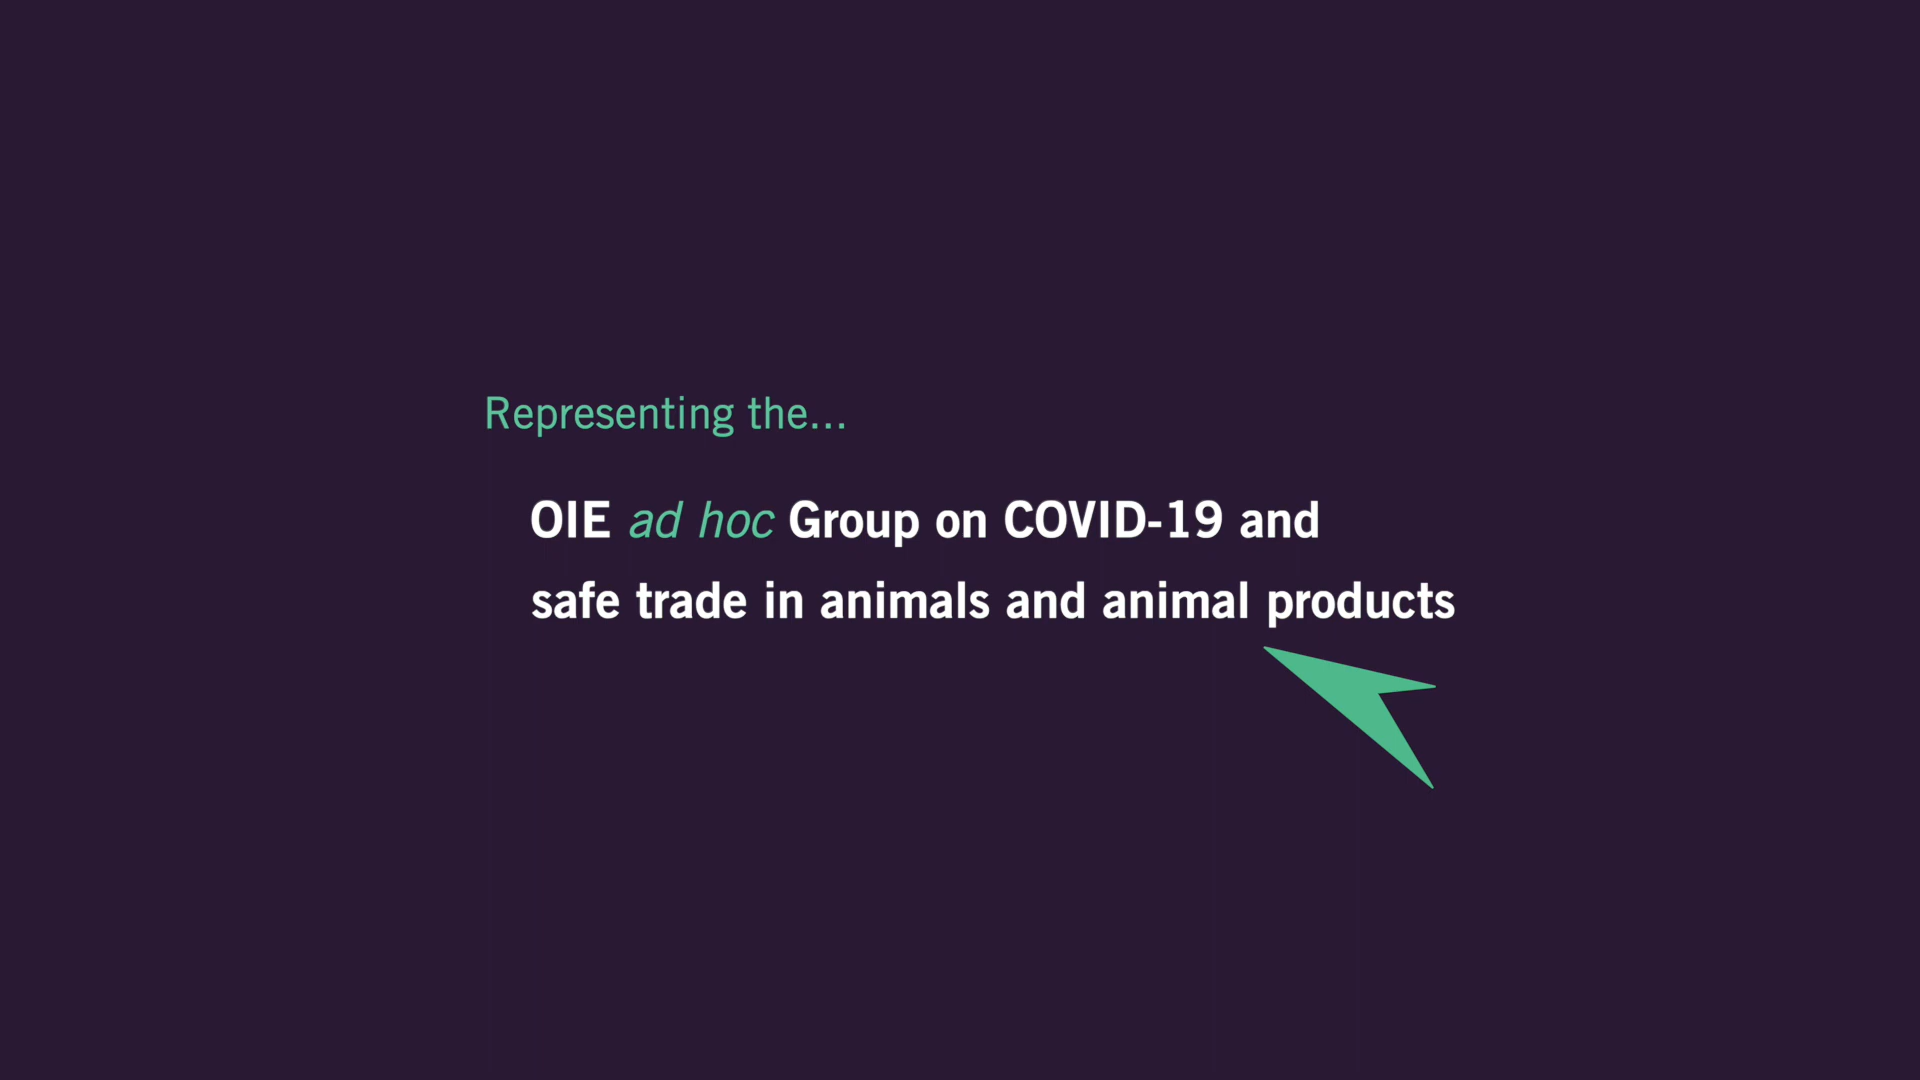 Representing the...
OIE ad hoc Group on COVID-19 and
safe trade in animals and animal products